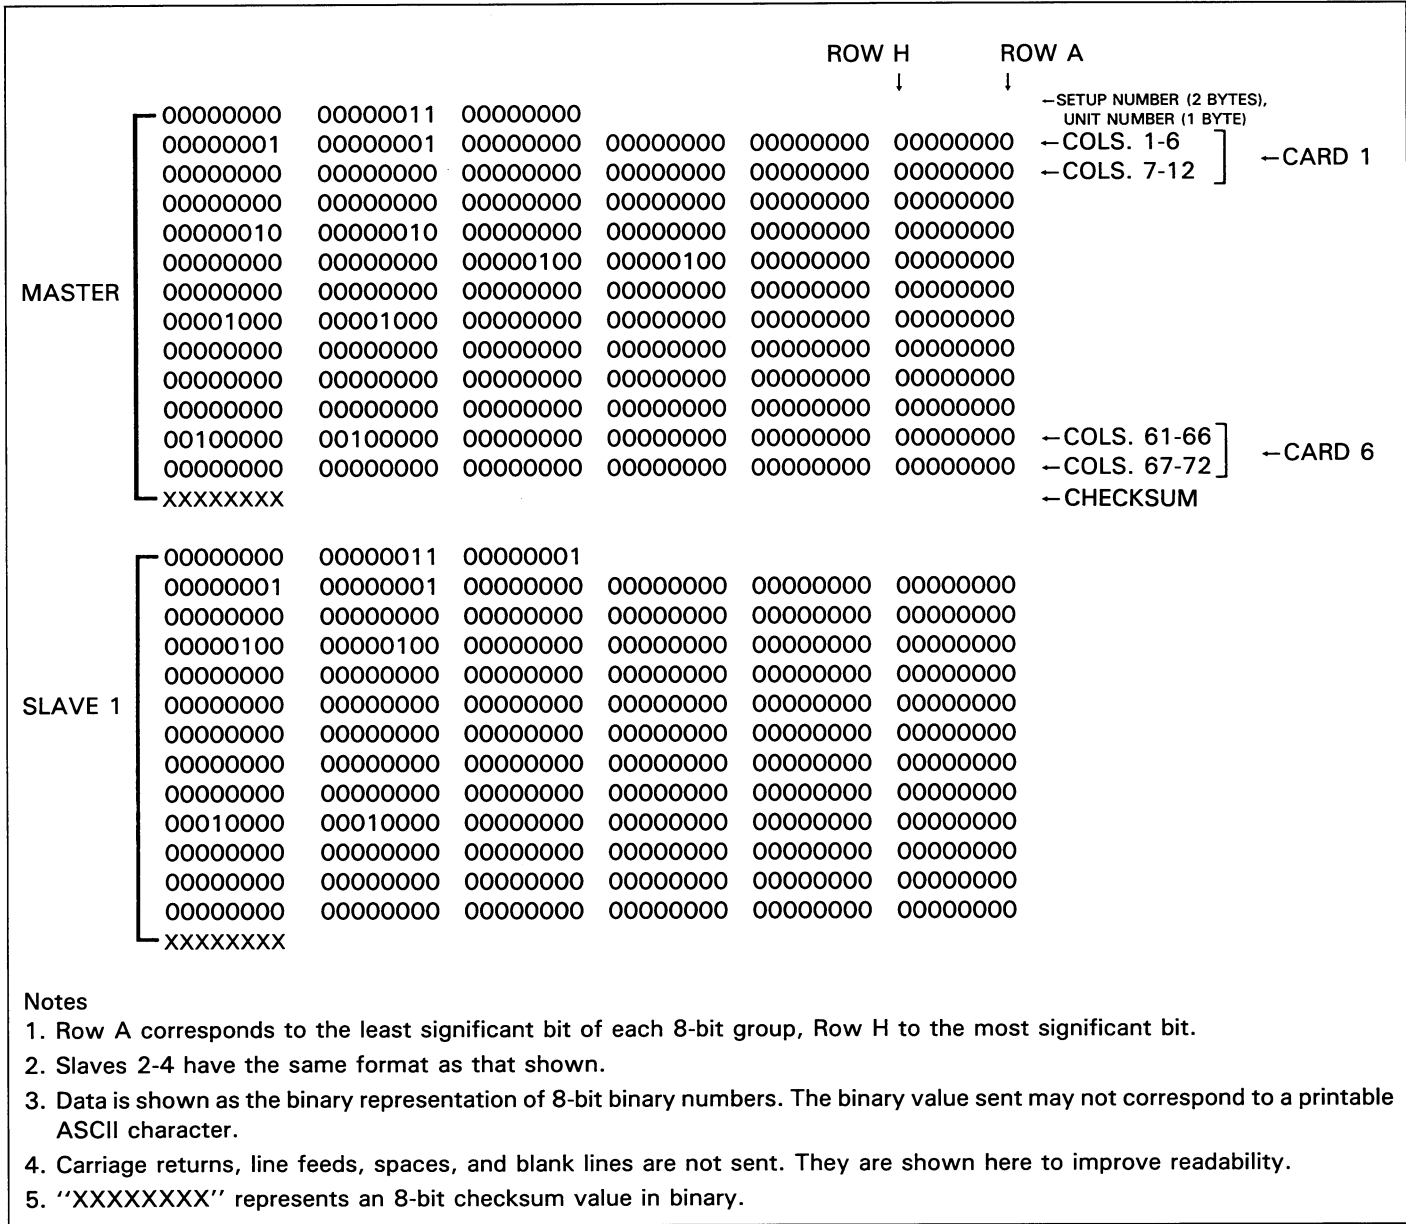 ROW H ROW A
↓ ↓
00000000 00000011 00000000 ←SETUP NUMBER (2 BYTES),
UNIT NUMBER (1 BYTE)
00000001 00000001 00000000 00000000 00000000 00000000 ←COLS. 1-6
←CARD 1
00000000 00000000 00000000 00000000 00000000 00000000 ←COLS. 7-12
00000000 00000000 00000000 00000000 00000000 00000000
00000010 00000010 00000000 00000000 00000000 00000000
00000000 00000000 00000100 00000100 00000000 00000000
MASTER 00000000 00000000 00000000 00000000 00000000 00000000
00001000 00001000 00000000 00000000 00000000 00000000
00000000 00000000 00000000 00000000 00000000 00000000
00000000 00000000 00000000 00000000 00000000 00000000
00000000 00000000 00000000 00000000 00000000 00000000
00100000 00100000 00000000 00000000 00000000 00000000 ←COLS. 61-66
←CARD 6
00000000 00000000 00000000 00000000 00000000 00000000 ←COLS. 67-72
XXXXXXXX ←CHECKSUM
00000000 00000011 00000001
00000001 00000001 00000000 00000000 00000000 00000000
00000000 00000000 00000000 00000000 00000000 00000000
00000100 00000100 00000000 00000000 00000000 00000000
00000000 00000000 00000000 00000000 00000000 00000000
SLAVE 1 00000000 00000000 00000000 00000000 00000000 00000000
00000000 00000000 00000000 00000000 00000000 00000000
00000000 00000000 00000000 00000000 00000000 00000000
00000000 00000000 00000000 00000000 00000000 00000000
00010000 00010000 00000000 00000000 00000000 00000000
00000000 00000000 00000000 00000000 00000000 00000000
00000000 00000000 00000000 00000000 00000000 00000000
00000000 00000000 00000000 00000000 00000000 00000000
XXXXXXXX
Notes
1. Row A corresponds to the least significant bit of each 8-bit group, Row H to the most significant bit.
2. Slaves 2-4 have the same format as that shown.
3. Data is shown as the binary representation of 8-bit binary numbers. The binary value sent may not correspond to a printable
ASCII character.
4. Carriage returns, line feeds, spaces, and blank lines are not sent. They are shown here to improve readability.
5. ''XXXXXXXX'' represents an 8-bit checksum value in binary.